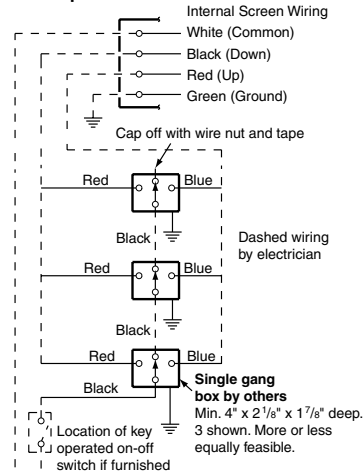 Internal Screen Wiring
White (Common)
Black (Down)
Red (Up)
Green (Ground)
Cap off with wire nut and tape
Red
Blue
Black
Dashed wiring
by electrician
Red
Blue
Black
Red
Blue
Black
Single gang
box by others
Min. 4" x 2 1/8" x 1 7/8" deep.
3 shown. More or less
equally feasible.
Location of key
operated on-off
switch if furnished